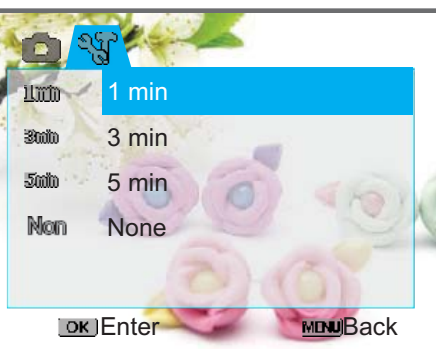 1min 1 min
3min 3 min
5min 5 min
Non None
OK Enter MENU Back